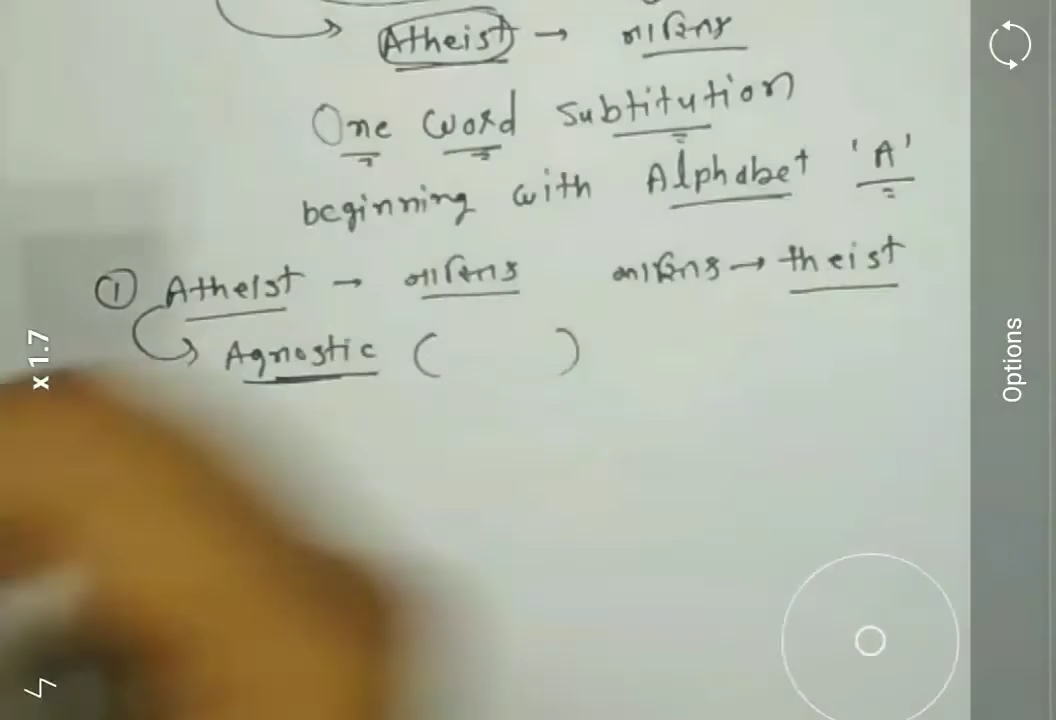 Atheist → নাস্তিক
One word subtitution
beginning with Alphabet 'A'
① Atheist → নাস্তিক আস্তিক → theist
Agnostic ( )
x 1.7
Options